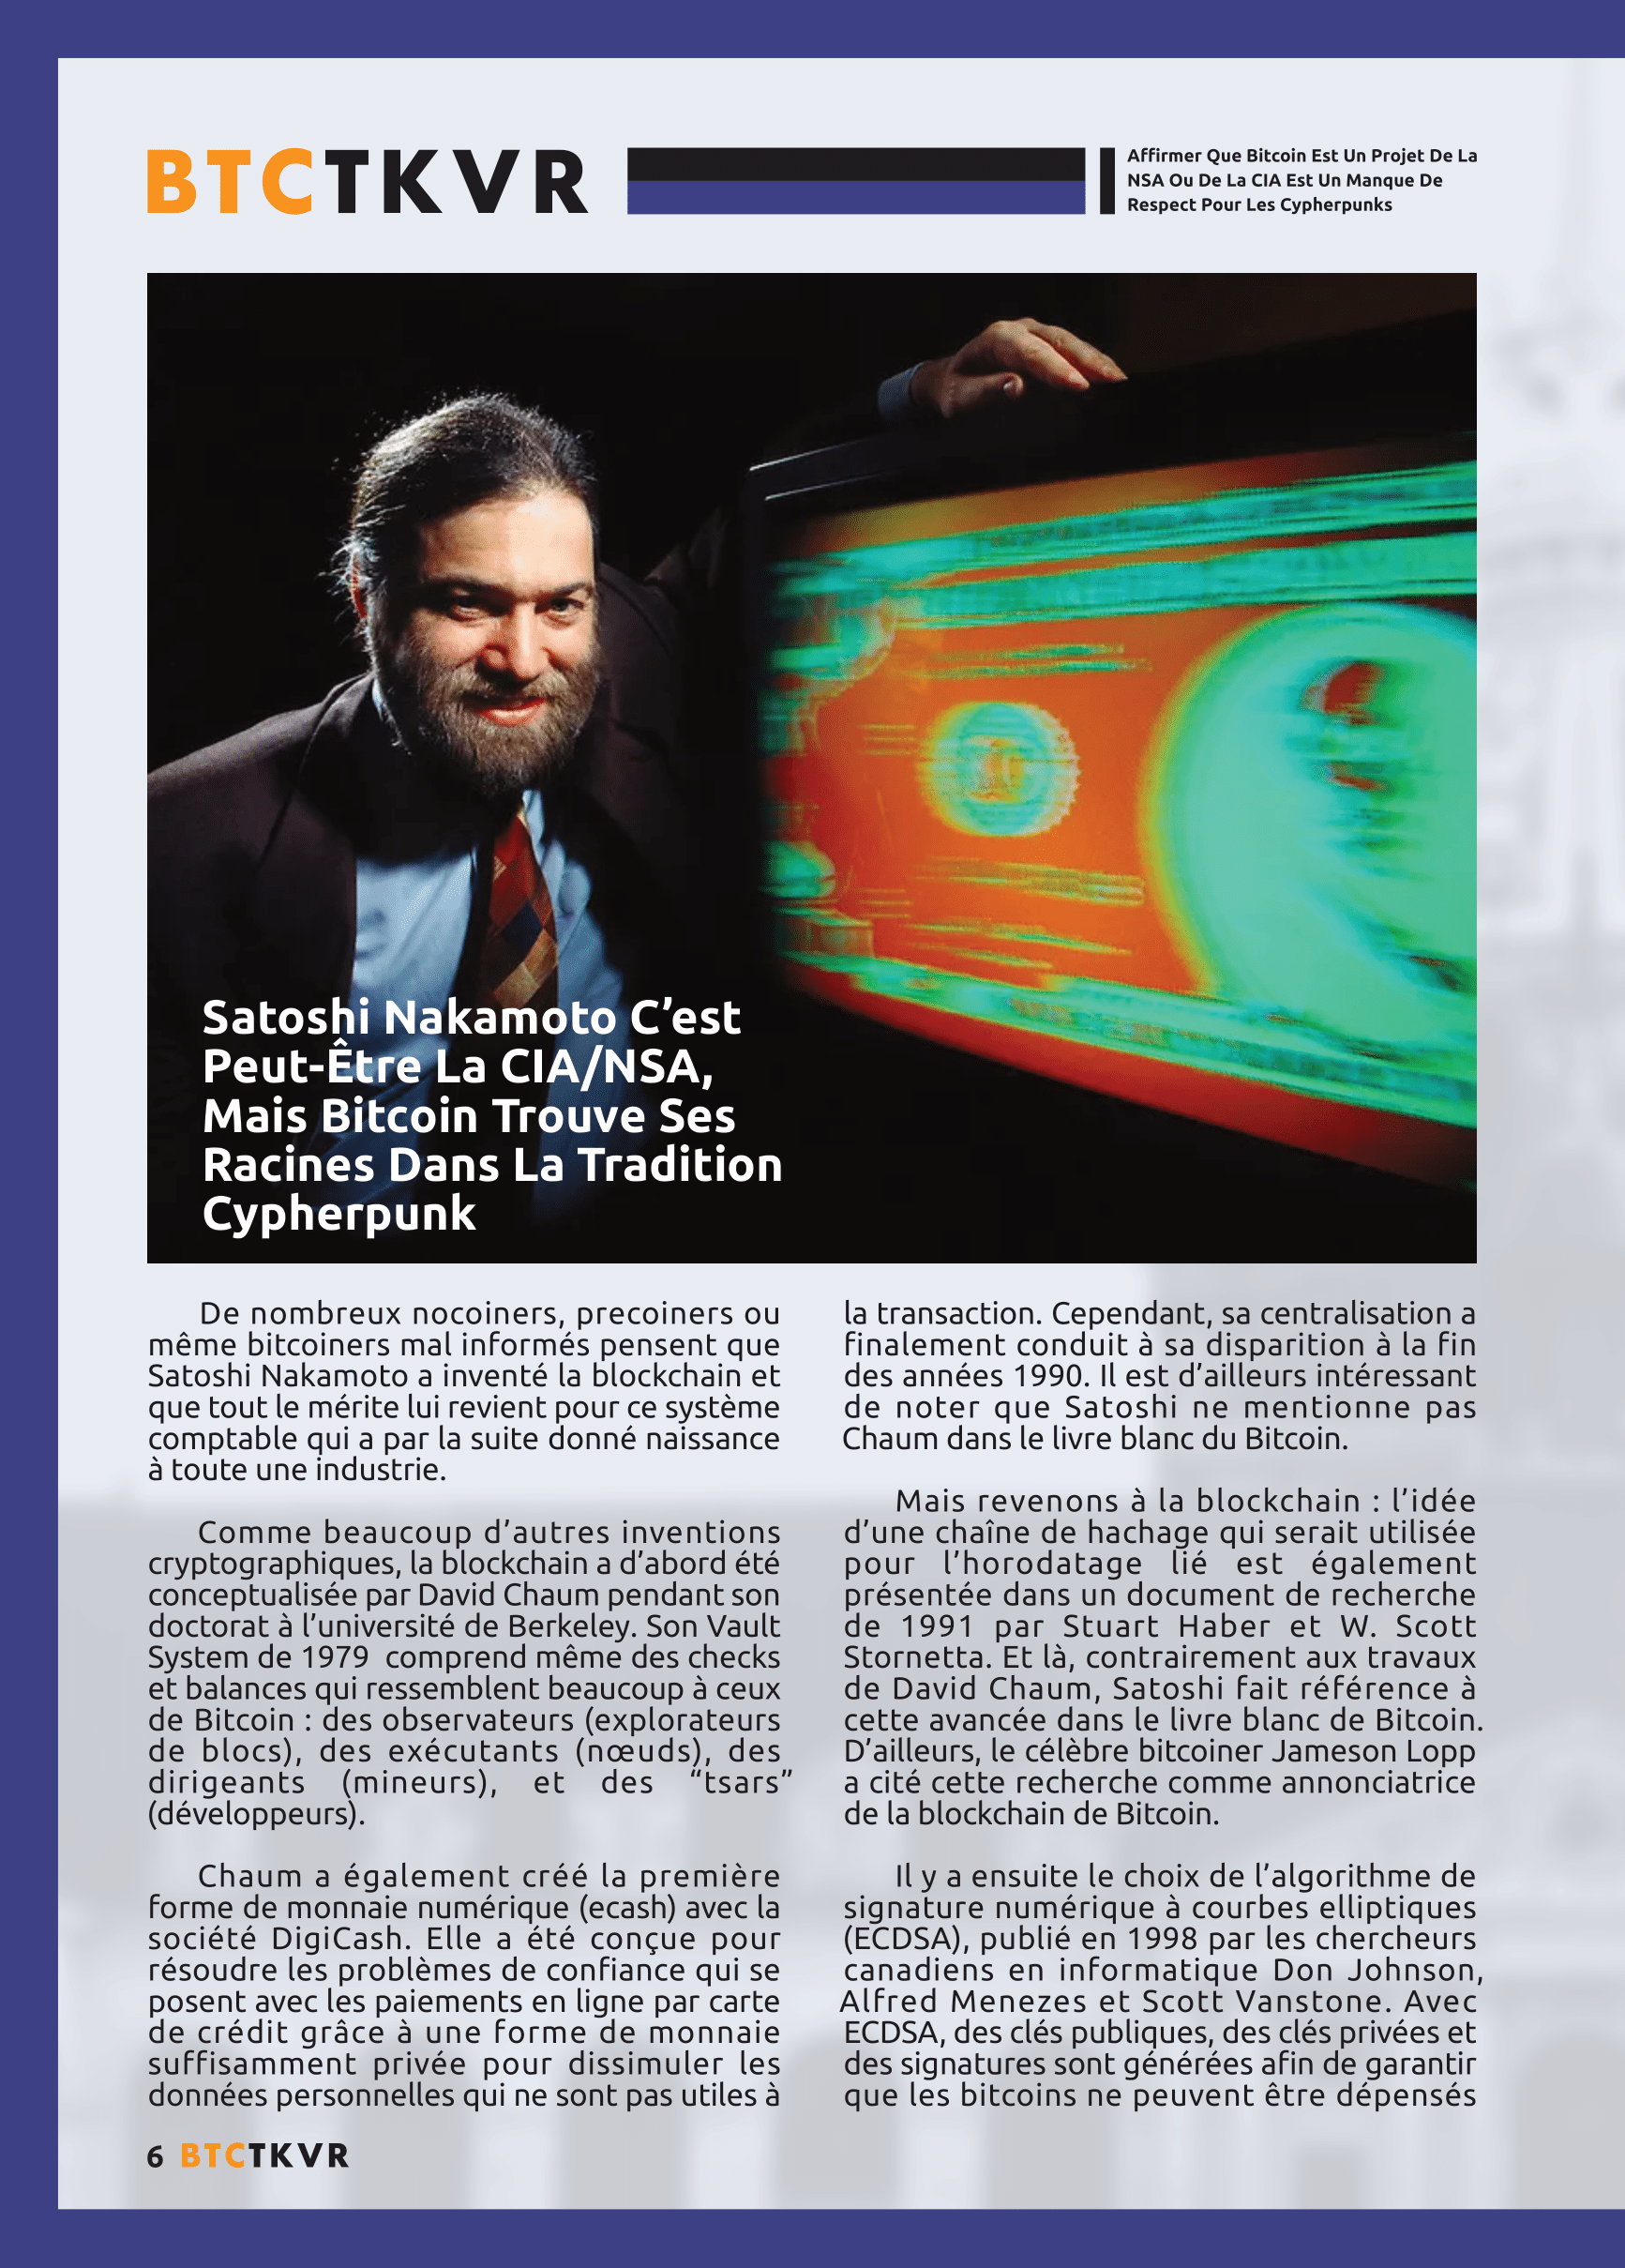 BTCTKVR
Affirmer Que Bitcoin Est Un Projet De La
NSA Ou De La CIA Est Un Manque De
Respect Pour Les Cypherpunks
Satoshi Nakamoto C’est
Peut-Être La CIA/NSA,
Mais Bitcoin Trouve Ses
Racines Dans La Tradition
Cypherpunk
De nombreux nocoiners, precoiners ou
même bitcoiners mal informés pensent que
Satoshi Nakamoto a inventé la blockchain et
que tout le mérite lui revient pour ce système
comptable qui a par la suite donné naissance
à toute une industrie.
Comme beaucoup d’autres inventions
cryptographiques, la blockchain a d’abord été
conceptualisée par David Chaum pendant son
doctorat à l’université de Berkeley. Son Vault
System de 1979 comprend même des checks
et balances qui ressemblent beaucoup à ceux
de Bitcoin : des observateurs (explorateurs
de blocs), des exécutants (nœuds), des
dirigeants (mineurs), et des “tsars”
(développeurs).
Chaum a également créé la première
forme de monnaie numérique (ecash) avec la
société DigiCash. Elle a été conçue pour
résoudre les problèmes de confiance qui se
posent avec les paiements en ligne par carte
de crédit grâce à une forme de monnaie
suffisamment privée pour dissimuler les
données personnelles qui ne sont pas utiles à
la transaction. Cependant, sa centralisation a
finalement conduit à sa disparition à la fin
des années 1990. Il est d’ailleurs intéressant
de noter que Satoshi ne mentionne pas
Chaum dans le livre blanc du Bitcoin.
Mais revenons à la blockchain : l’idée
d’une chaîne de hachage qui serait utilisée
pour l’horodatage lié est également
présentée dans un document de recherche
de 1991 par Stuart Haber et W. Scott
Stornetta. Et là, contrairement aux travaux
de David Chaum, Satoshi fait référence à
cette avancée dans le livre blanc de Bitcoin.
D’ailleurs, le célèbre bitcoiner Jameson Lopp
a cité cette recherche comme annonciatrice
de la blockchain de Bitcoin.
Il y a ensuite le choix de l’algorithme de
signature numérique à courbes elliptiques
(ECDSA), publié en 1998 par les chercheurs
canadiens en informatique Don Johnson,
Alfred Menezes et Scott Vanstone. Avec
ECDSA, des clés publiques, des clés privées et
des signatures sont générées afin de garantir
que les bitcoins ne peuvent être dépensés
6 BTCTKVR